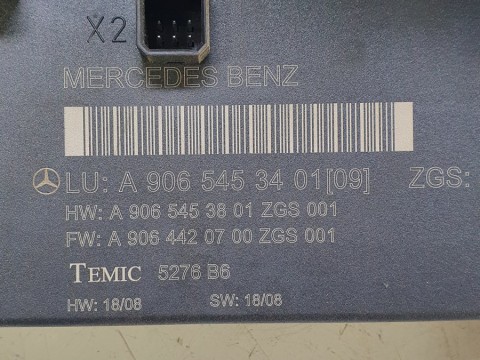 X2
MERCEDES BENZ
LU: A 906 545 34 01[09] ZGS:
HW: A 906 545 38 01 ZGS 001
FW: A 906 442 07 00 ZGS 001
TEMIC 5276 B6
HW: 18/08 SW: 18/08